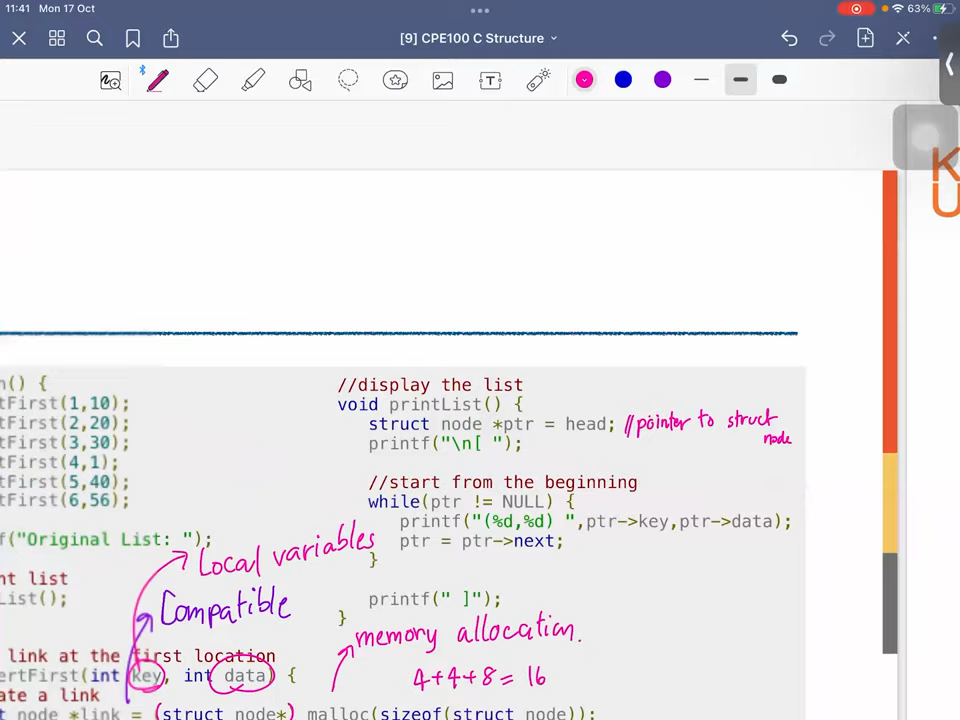 11:41 Mon 17 Oct
63%
[9] CPE100 C Structure
K
U
n() {
tFirst(1,10);
tFirst(2,20);
tFirst(3,30);
tFirst(4,1);
tFirst(5,40);
tFirst(6,56);
f("Original List: ");
nt list
List();
link at the first location
ertFirst(int key, int data) {
ate a link
t node *link = (struct node*) malloc(sizeof(struct node));
Local variables
Compatible
//display the list
void printList() {
struct node *ptr = head; //pointer to struct
node
printf("\n[ ");
//start from the beginning
while(ptr != NULL) {
printf("(%d,%d) ",ptr->key,ptr->data);
ptr = ptr->next;
}
printf(" ]");
}
memory allocation.
4+4+8=16